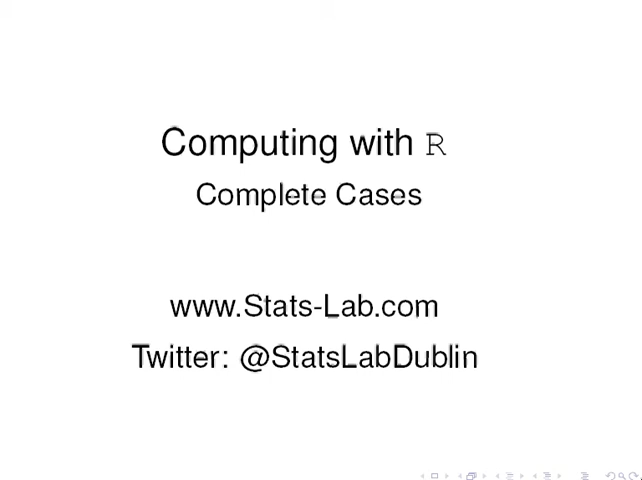 Computing with R
Complete Cases
www.Stats-Lab.com
Twitter: @StatsLabDublin